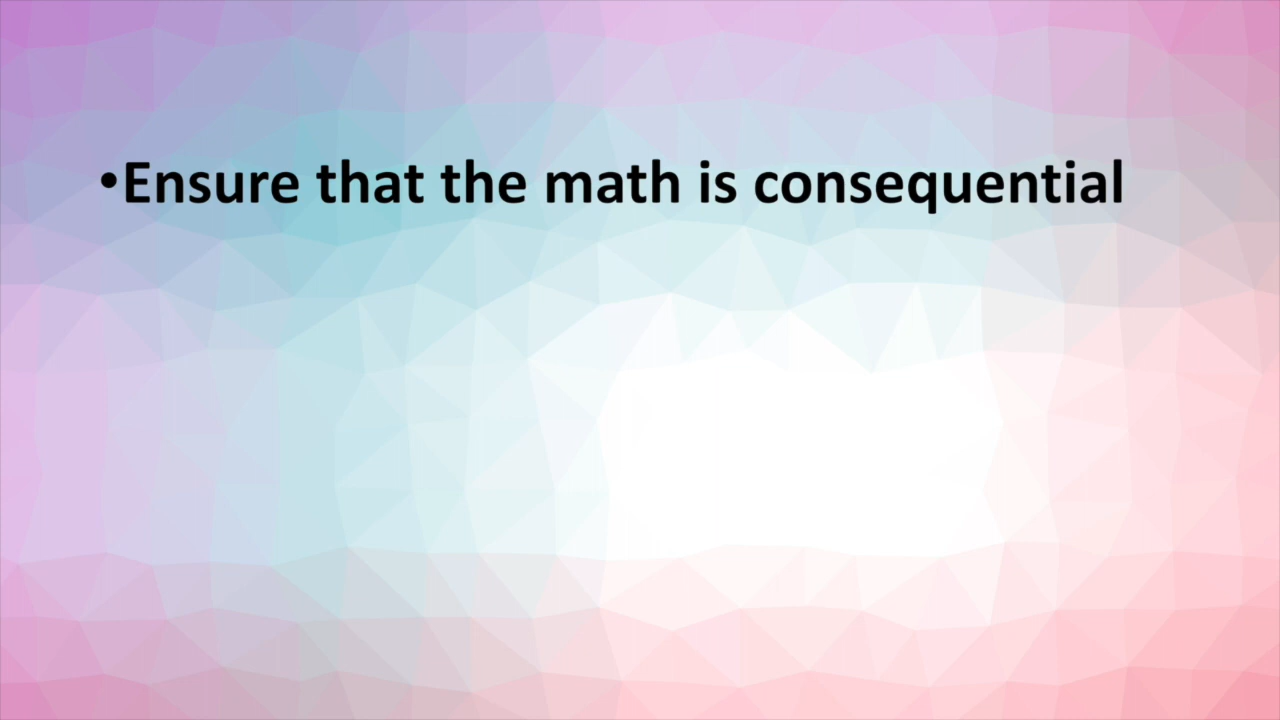 •Ensure that the math is consequential